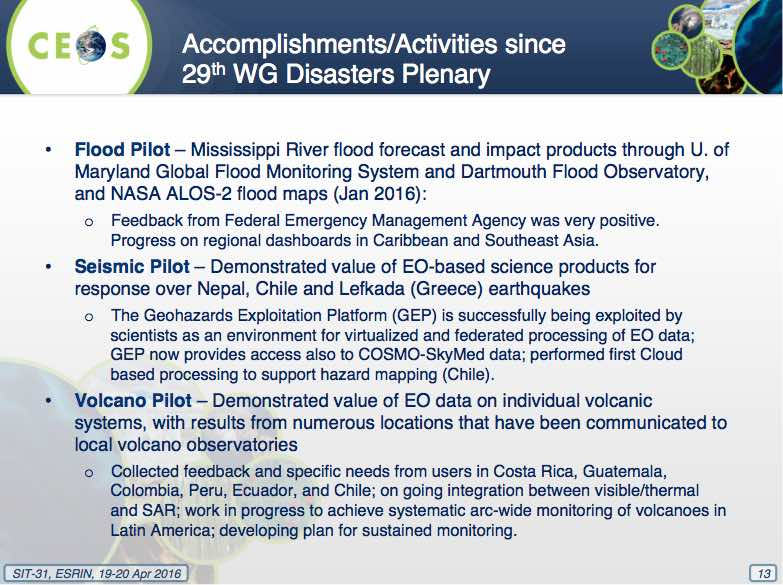 CEOS
Accomplishments/Activities since
29th WG Disasters Plenary
• Flood Pilot – Mississippi River flood forecast and impact products through U. of
Maryland Global Flood Monitoring System and Dartmouth Flood Observatory,
and NASA ALOS-2 flood maps (Jan 2016):
o Feedback from Federal Emergency Management Agency was very positive.
Progress on regional dashboards in Caribbean and Southeast Asia.
• Seismic Pilot – Demonstrated value of EO-based science products for
response over Nepal, Chile and Lefkada (Greece) earthquakes
o The Geohazards Exploitation Platform (GEP) is successfully being exploited by
scientists as an environment for virtualized and federated processing of EO data;
GEP now provides access also to COSMO-SkyMed data; performed first Cloud
based processing to support hazard mapping (Chile).
• Volcano Pilot – Demonstrated value of EO data on individual volcanic
systems, with results from numerous locations that have been communicated to
local volcano observatories
o Collected feedback and specific needs from users in Costa Rica, Guatemala,
Colombia, Peru, Ecuador, and Chile; on going integration between visible/thermal
and SAR; work in progress to achieve systematic arc-wide monitoring of volcanoes in
Latin America; developing plan for sustained monitoring.
SIT-31, ESRIN, 19-20 Apr 2016
13